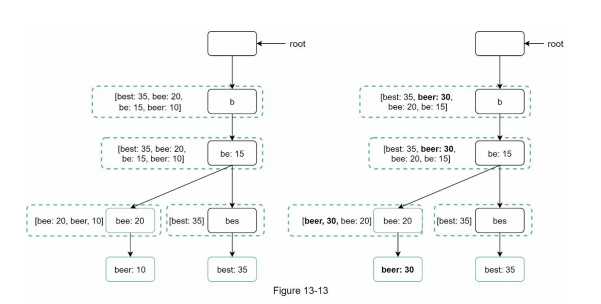 root
[best: 35, bee: 20,
be: 15, beer: 10]
b
[best: 35, bee: 20,
be: 15, beer: 10]
be: 15
[bee: 20, beer, 10]
bee: 20
[best: 35]
bes
beer: 10
best: 35
root
[best: 35, beer: 30,
bee: 20, be: 15]
b
[best: 35, beer: 30,
bee: 20, be: 15]
be: 15
[beer, 30, bee: 20]
bee: 20
[best: 35]
bes
beer: 30
best: 35
Figure 13-13